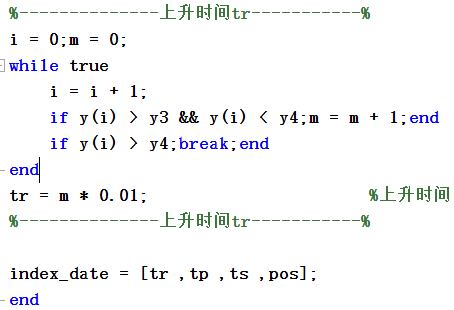 %--------------上升时间tr-----------%
i = 0;m = 0;
while true
i = i + 1;
if y(i) > y3 && y(i) < y4;m = m + 1;end
if y(i) > y4;break;end
end
tr = m * 0.01; %上升时间
%--------------上升时间tr-----------%
index_date = [tr ,tp ,ts ,pos];
end